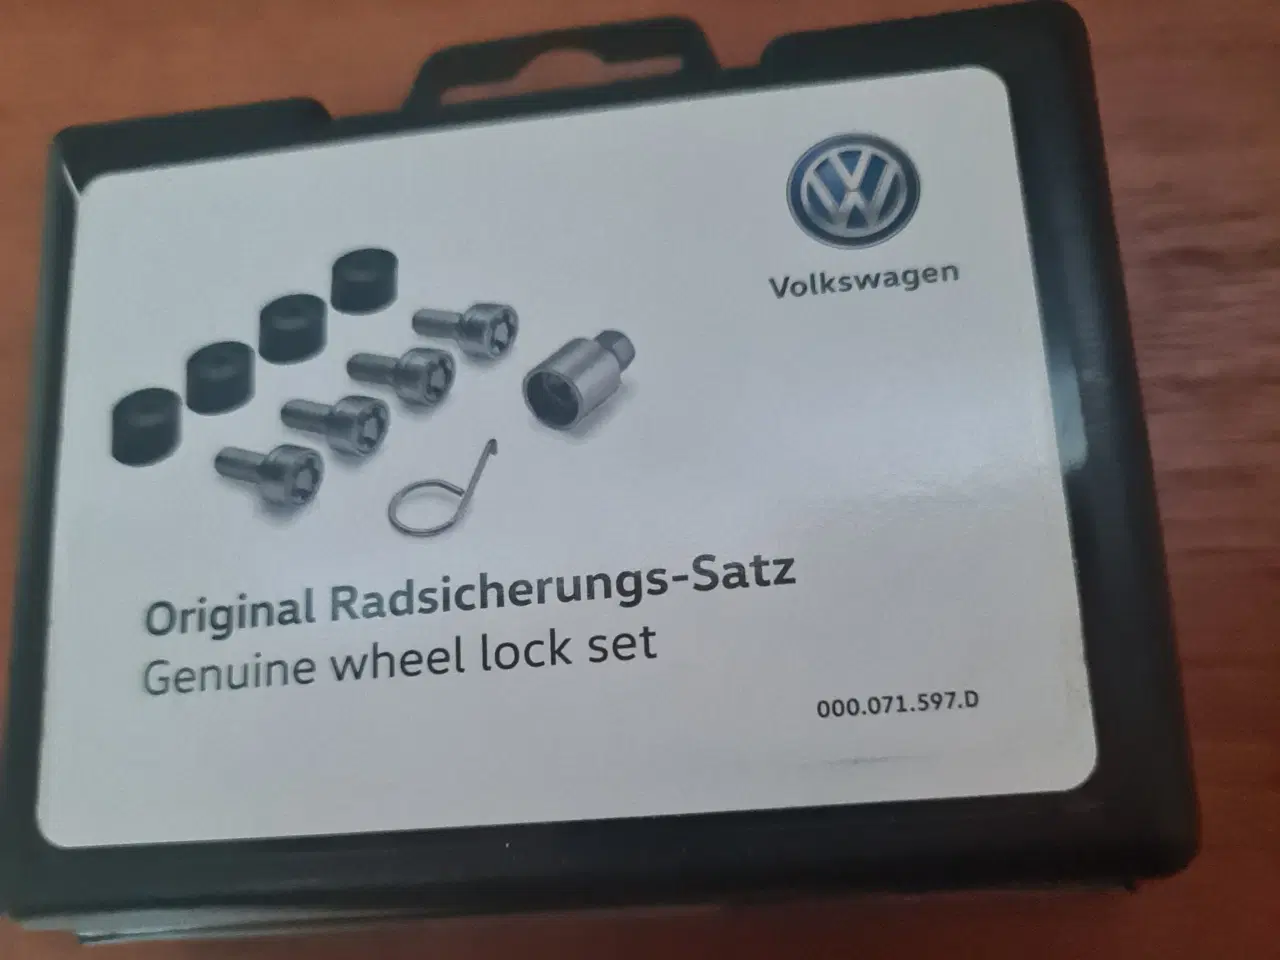 Volkswagen
Original Radsicherungs-Satz
Genuine wheel lock set
000.071.597.D